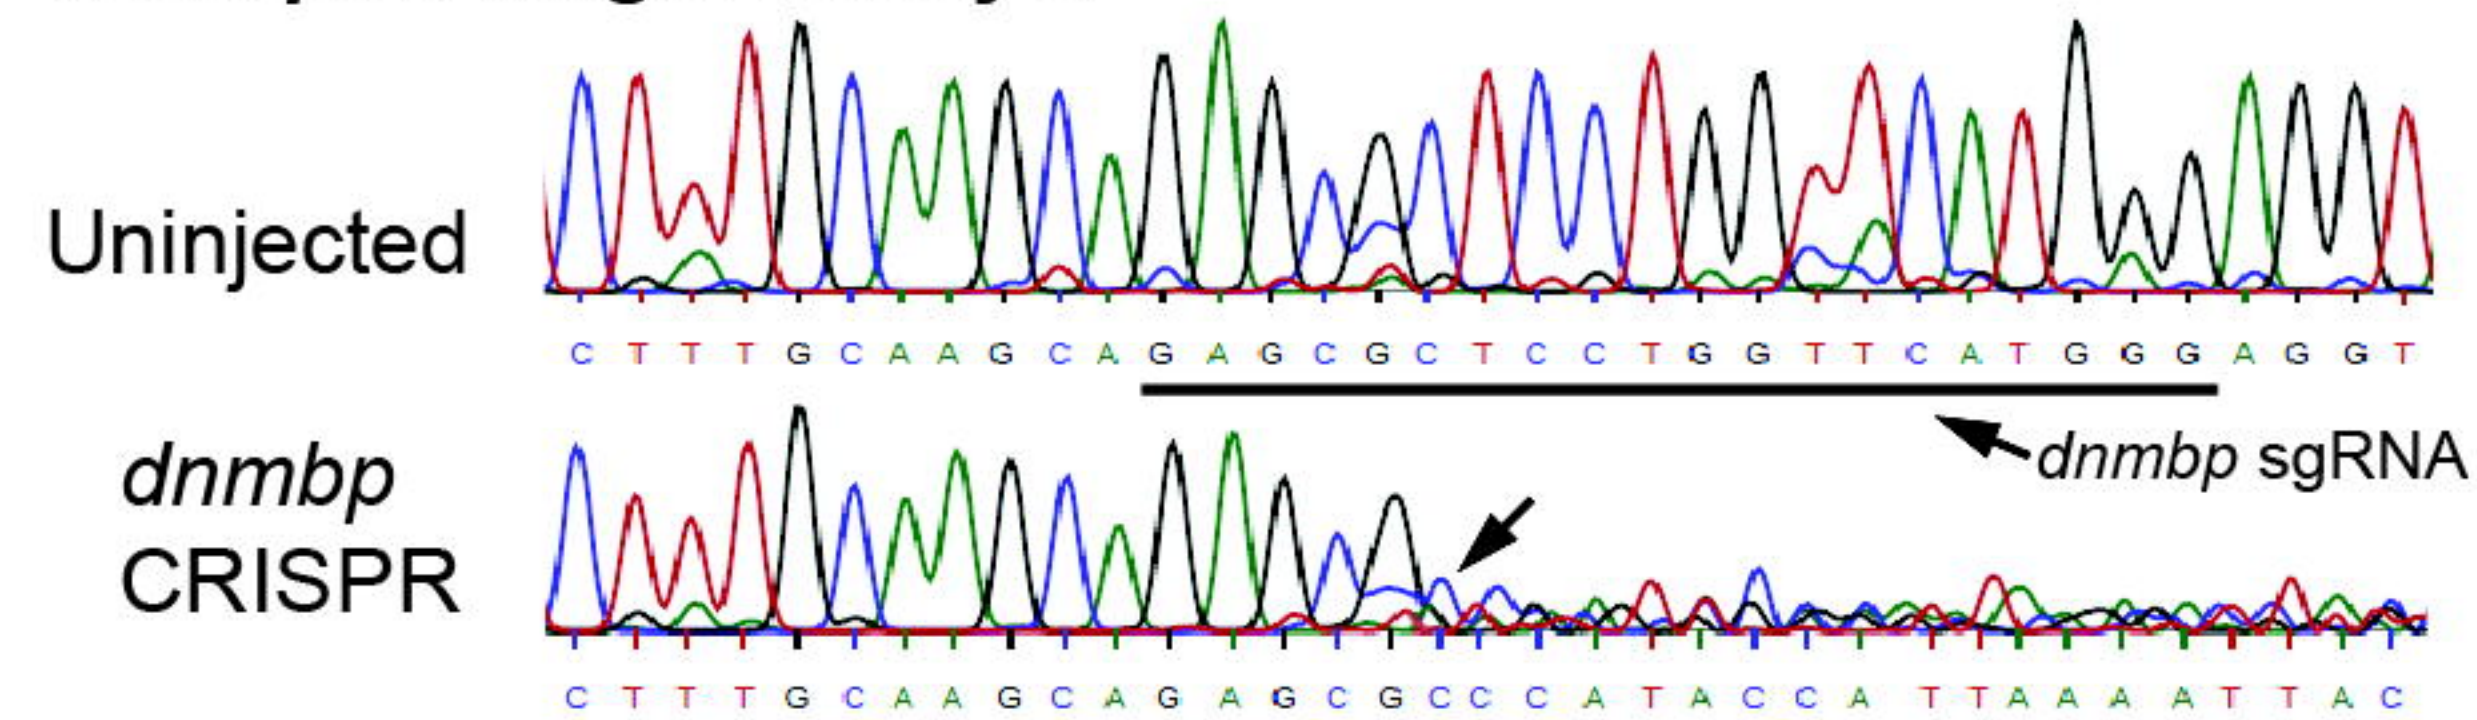 Uninjected
C T T T G C A A G C A G A G C G C T C C T G G T T C A T G G G A G G T
dnmbp sgRNA
dnmbp
CRISPR
C T T T G C A A G C A G A G C G C C C A T A C C A T T A A A A T T A C